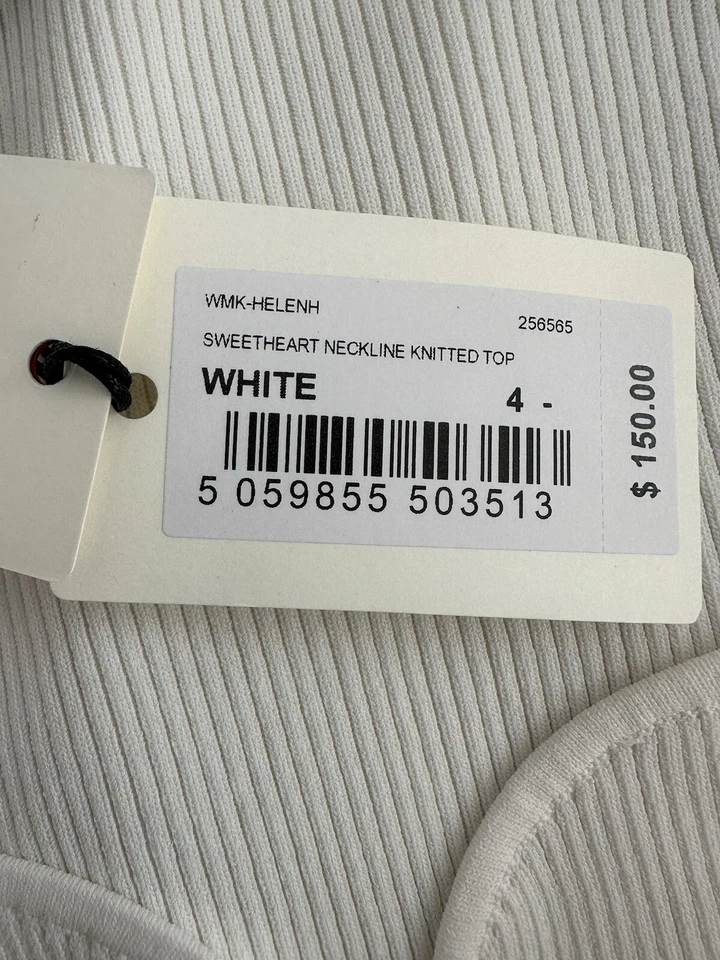 WMK-HELENH
256565
SWEETHEART NECKLINE KNITTED TOP
WHITE
4 -
5 059855 503513
$ 150.00